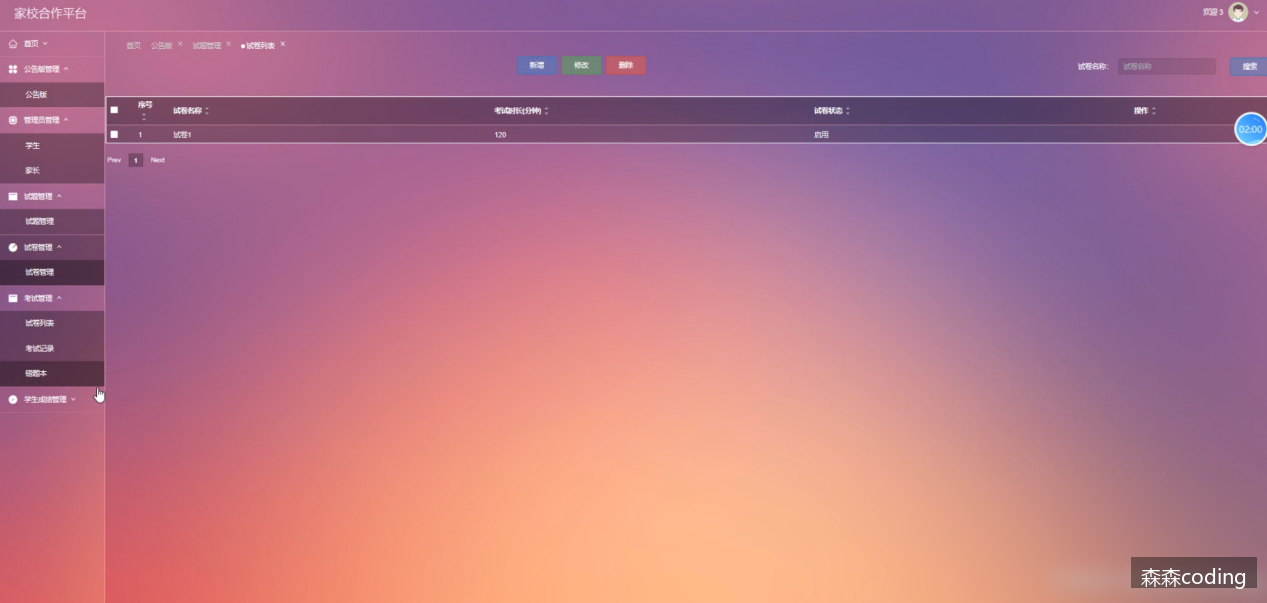 家校合作平台
欢迎 3
首页
公告版管理
公告版
管理员管理
学生
家长
试题管理
试题管理
试卷管理
试卷管理
考试管理
试卷列表
考试记录
错题本
学生成绩管理
首页 公告版 × 试题管理 × ●试卷列表 ×
新增 修改 删除
试卷名称: 试卷名称 搜索
序号 试卷名称 考试时长(分钟) 试卷状态 操作
1 试卷1 120 启用
02:00
Prev 1 Next
森森coding